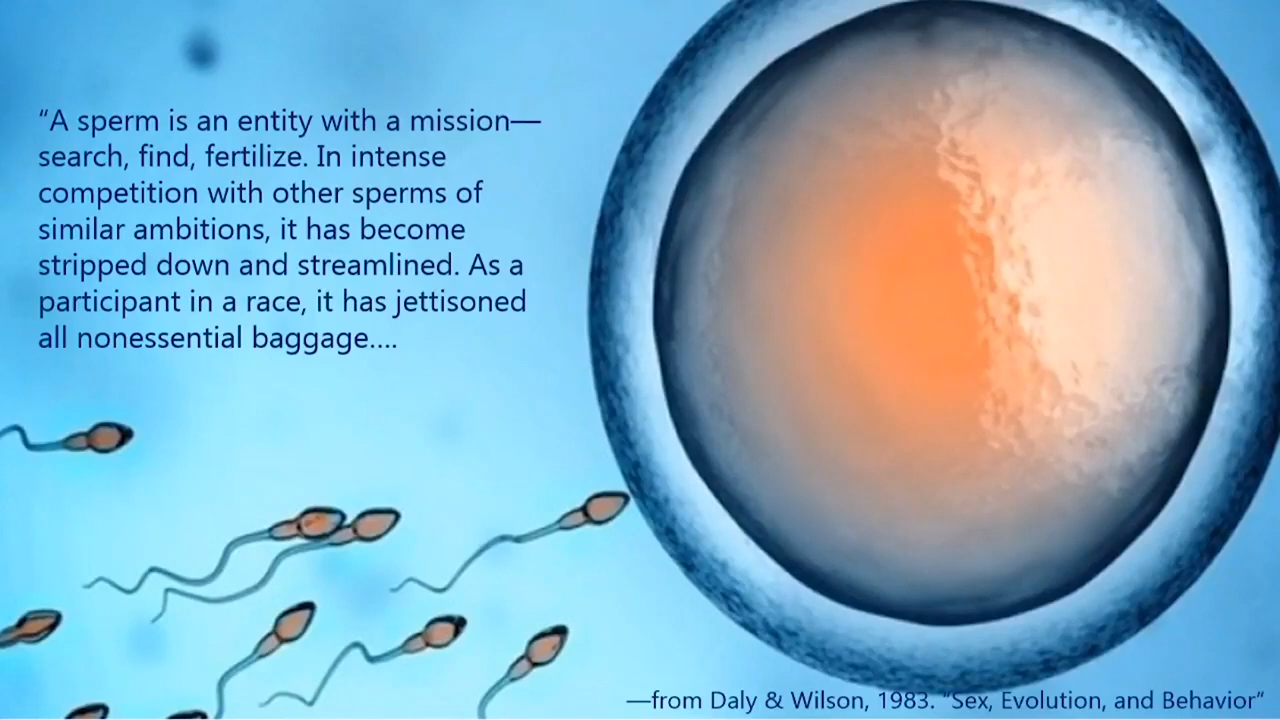 “A sperm is an entity with a mission—
search, find, fertilize. In intense
competition with other sperms of
similar ambitions, it has become
stripped down and streamlined. As a
participant in a race, it has jettisoned
all nonessential baggage....
—from Daly & Wilson, 1983. “Sex, Evolution, and Behavior”